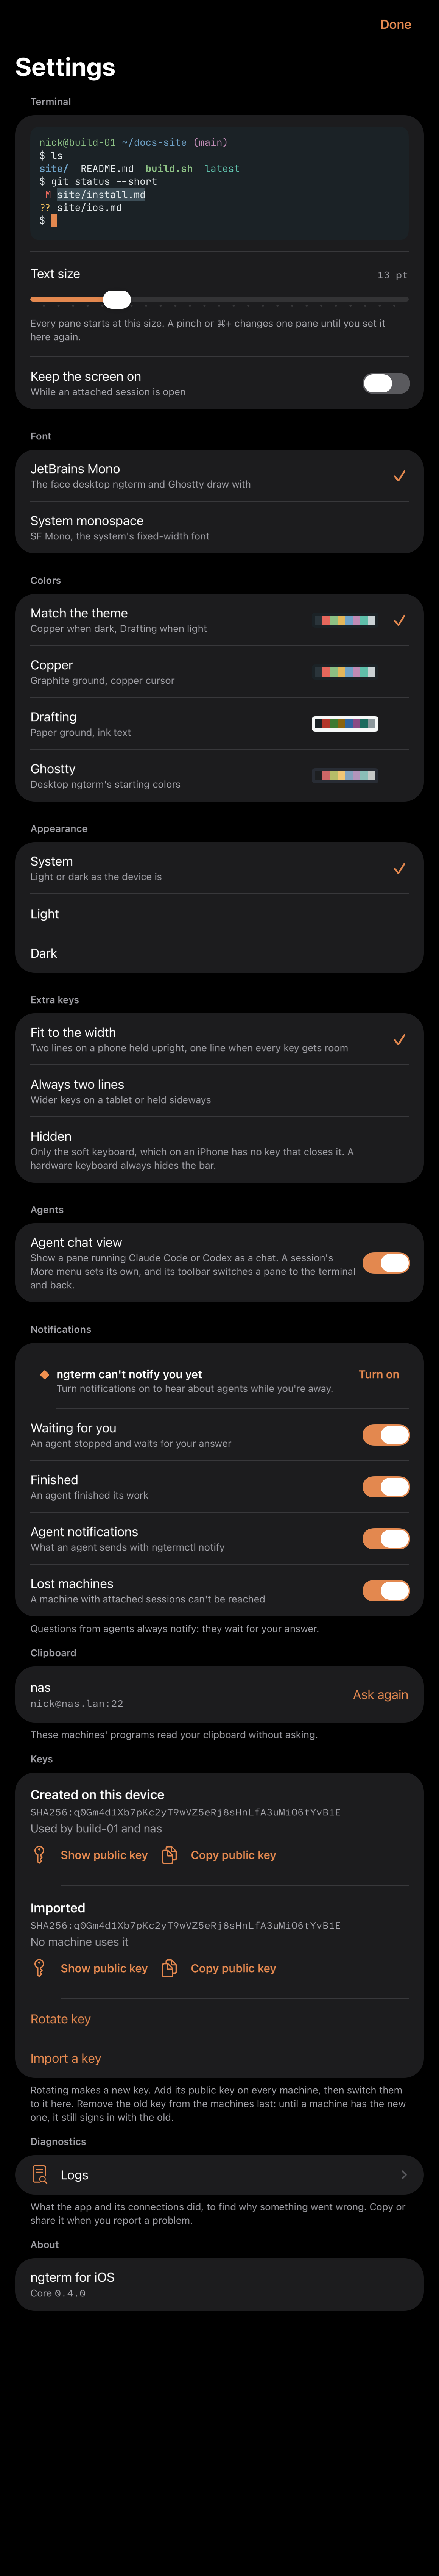 Done
Settings
Terminal
nick@build-01 ~/docs-site (main)
$ ls
site/ README.md build.sh latest
$ git status --short
M site/install.md
?? site/ios.md
$
Text size 13 pt
Every pane starts at this size. A pinch or ⌘+ changes one pane until you set it
here again.
Keep the screen on
While an attached session is open
Font
JetBrains Mono
The face desktop ngterm and Ghostty draw with
System monospace
SF Mono, the system's fixed-width font
Colors
Match the theme
Copper when dark, Drafting when light
Copper
Graphite ground, copper cursor
Drafting
Paper ground, ink text
Ghostty
Desktop ngterm's starting colors
Appearance
System
Light or dark as the device is
Light
Dark
Extra keys
Fit to the width
Two lines on a phone held upright, one line when every key gets room
Always two lines
Wider keys on a tablet or held sideways
Hidden
Only the soft keyboard, which on an iPhone has no key that closes it. A
hardware keyboard always hides the bar.
Agents
Agent chat view
Show a pane running Claude Code or Codex as a chat. A session's
More menu sets its own, and its toolbar switches a pane to the terminal
and back.
Notifications
ngterm can't notify you yet Turn on
Turn notifications on to hear about agents while you're away.
Waiting for you
An agent stopped and waits for your answer
Finished
An agent finished its work
Agent notifications
What an agent sends with ngtermctl notify
Lost machines
A machine with attached sessions can't be reached
Questions from agents always notify: they wait for your answer.
Clipboard
nas
nick@nas.lan:22
Ask again
These machines' programs read your clipboard without asking.
Keys
Created on this device
SHA256:q0Gm4d1Xb7pKc2yT9wVZ5eRj8sHnLfA3uMiO6tYvB1E
Used by build-01 and nas
Show public key Copy public key
Imported
SHA256:q0Gm4d1Xb7pKc2yT9wVZ5eRj8sHnLfA3uMiO6tYvB1E
No machine uses it
Show public key Copy public key
Rotate key
Import a key
Rotating makes a new key. Add its public key on every machine, then switch them
to it here. Remove the old key from the machines last: until a machine has the new
one, it still signs in with the old.
Diagnostics
Logs
What the app and its connections did, to find why something went wrong. Copy or
share it when you report a problem.
About
ngterm for iOS
Core 0.4.0